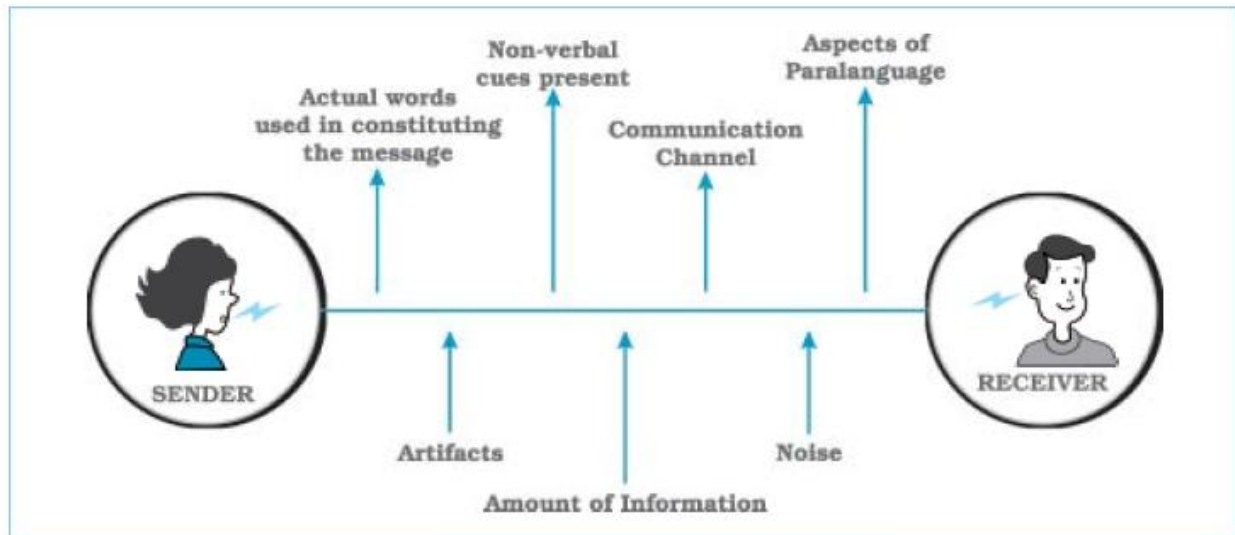 Actual words
used in constituting
the message
Non-verbal
cues present
Communication
Channel
Aspects of
Paralanguage
SENDER
RECEIVER
Artifacts
Amount of Information
Noise